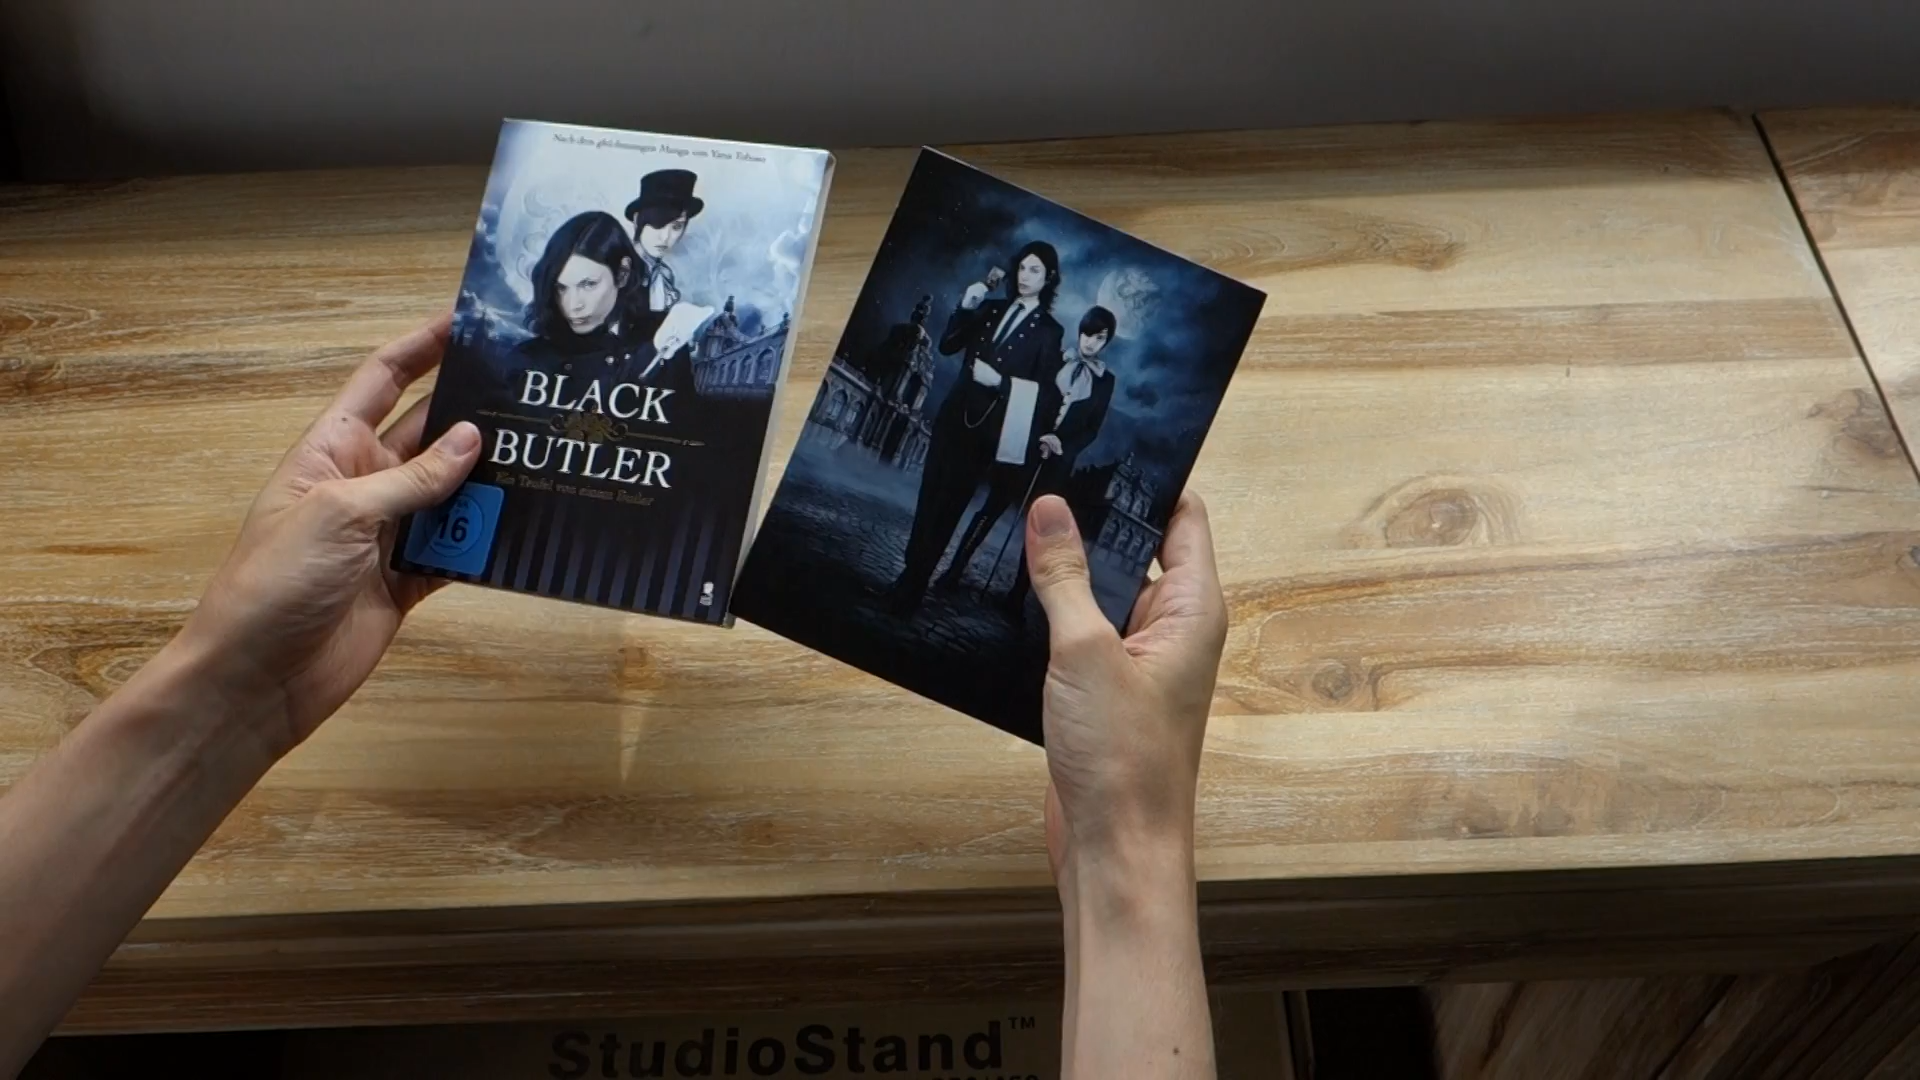 Nach dem gleichnamigen Manga von Yana Toboso
BLACK
BUTLER
Ein Teufel von einem Butler
16
StudioStand™